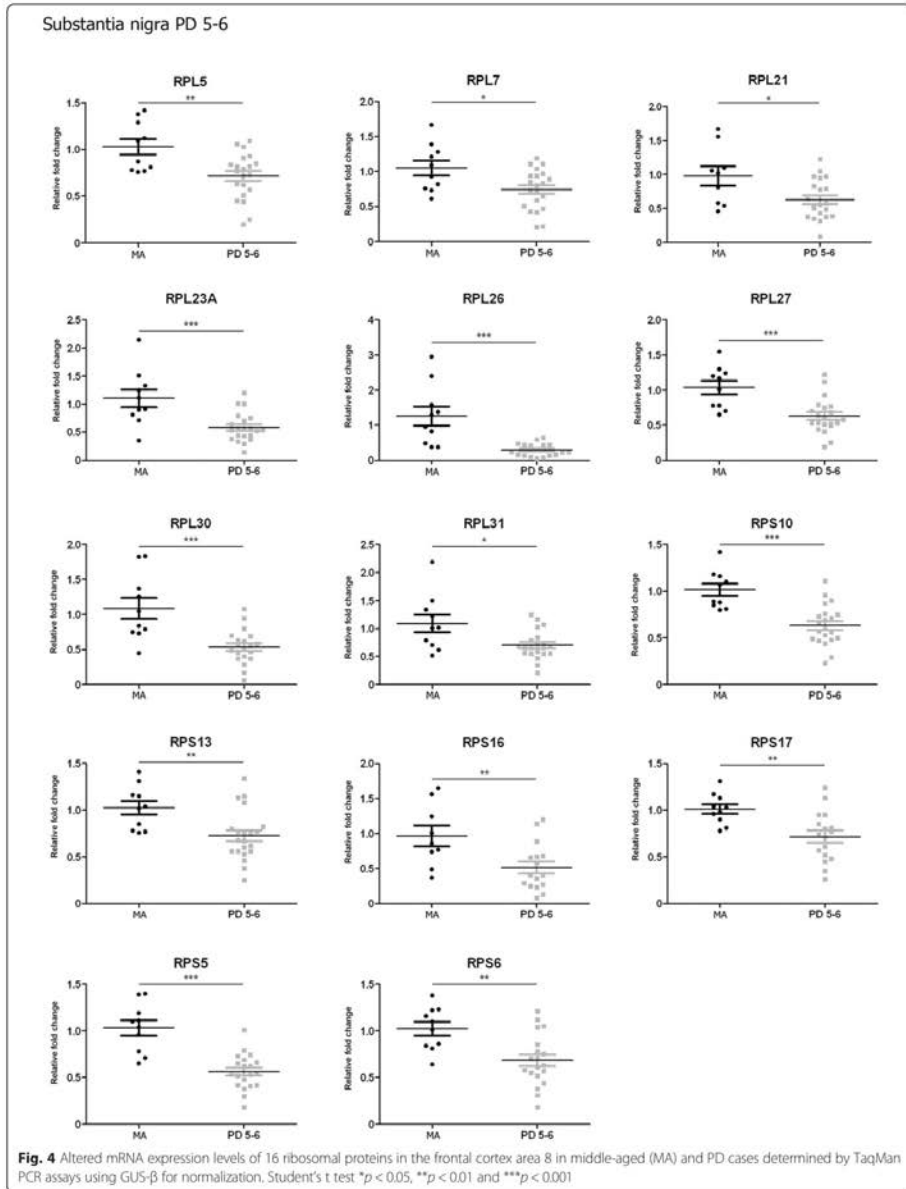 Substantia nigra PD 5-6
RPL5
**
Relative fold change
1.5
1.0
0.5
0
MA
PD 5-6
RPL7
*
Relative fold change
2.0
1.5
1.0
0.5
0
MA
PD 5-6
RPL21
*
Relative fold change
2.0
1.5
1.0
0.5
0
MA
PD 5-6
RPL23A
***
Relative fold change
2.5
2.0
1.5
1.0
0.5
0
MA
PD 5-6
RPL26
***
Relative fold change
4
3
2
1
0
MA
PD 5-6
RPL27
***
Relative fold change
2.0
1.5
1.0
0.5
0
MA
PD 5-6
RPL30
***
Relative fold change
2.0
1.5
1.0
0.5
0
MA
PD 5-6
RPL31
*
Relative fold change
2.5
2.0
1.5
1.0
0.5
0
MA
PD 5-6
RPS10
***
Relative fold change
1.5
1.0
0.5
0
MA
PD 5-6
RPS13
**
Relative fold change
1.5
1.0
0.5
0
MA
PD 5-6
RPS16
**
Relative fold change
2.0
1.5
1.0
0.5
0
MA
PD 5-6
RPS17
**
Relative fold change
1.5
1.0
0.5
0
MA
PD 5-6
RPS5
***
Relative fold change
1.5
1.0
0.5
0
MA
PD 5-6
RPS6
**
Relative fold change
1.5
1.0
0.5
0
MA
PD 5-6
Fig. 4 Altered mRNA expression levels of 16 ribosomal proteins in the frontal cortex area 8 in middle-aged (MA) and PD cases determined by TaqMan
PCR assays using GUS-β for normalization. Student's t test *p < 0.05, **p < 0.01 and ***p < 0.001